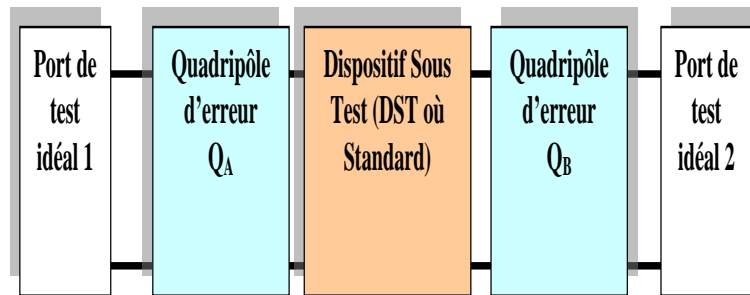 Port de
test
idéal 1
Quadripôle
d'erreur
QA
Dispositif Sous
Test (DST où
Standard)
Quadripôle
d'erreur
QB
Port de
test
idéal 2